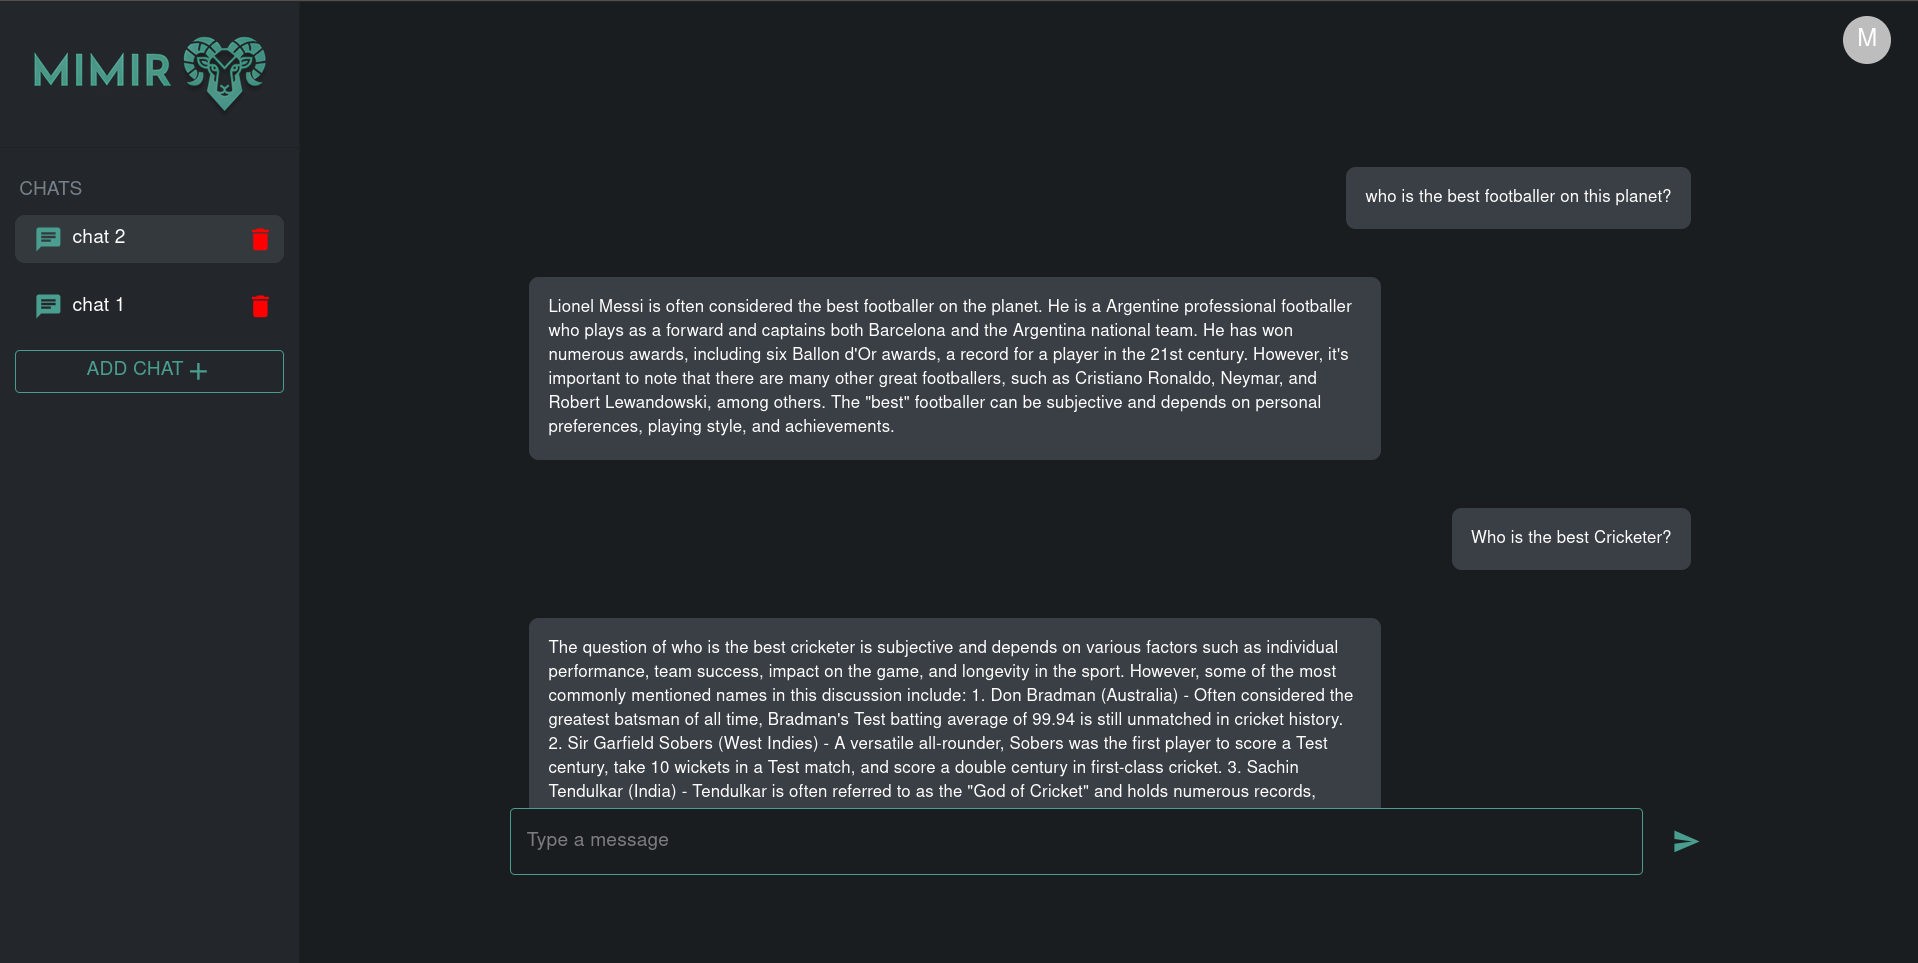 MIMIR
M
CHATS
chat 2
chat 1
ADD CHAT +
who is the best footballer on this planet?
Lionel Messi is often considered the best footballer on the planet. He is a Argentine professional footballer
who plays as a forward and captains both Barcelona and the Argentina national team. He has won
numerous awards, including six Ballon d'Or awards, a record for a player in the 21st century. However, it's
important to note that there are many other great footballers, such as Cristiano Ronaldo, Neymar, and
Robert Lewandowski, among others. The "best" footballer can be subjective and depends on personal
preferences, playing style, and achievements.
Who is the best Cricketer?
The question of who is the best cricketer is subjective and depends on various factors such as individual
performance, team success, impact on the game, and longevity in the sport. However, some of the most
commonly mentioned names in this discussion include: 1. Don Bradman (Australia) - Often considered the
greatest batsman of all time, Bradman's Test batting average of 99.94 is still unmatched in cricket history.
2. Sir Garfield Sobers (West Indies) - A versatile all-rounder, Sobers was the first player to score a Test
century, take 10 wickets in a Test match, and score a double century in first-class cricket. 3. Sachin
Tendulkar (India) - Tendulkar is often referred to as the "God of Cricket" and holds numerous records,
Type a message